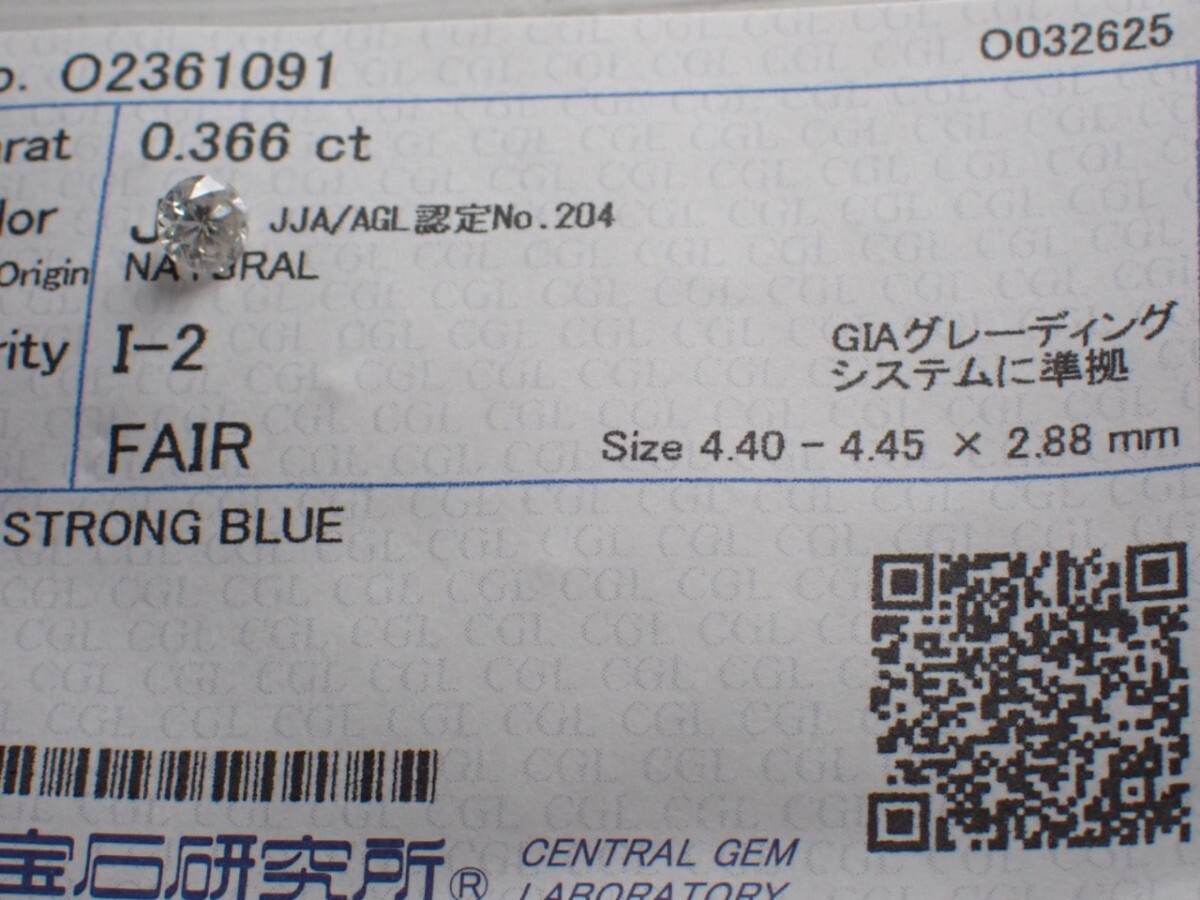 o. O2361091
O032625
arat 0.366 ct
lor J JJA/AGL認定No.204
Origin NATURAL
rity I-2
GIAグレーディング
システムに準拠
FAIR
Size 4.40 - 4.45 × 2.88 mm
STRONG BLUE
宝石研究所®
CENTRAL GEM
LABORATORY